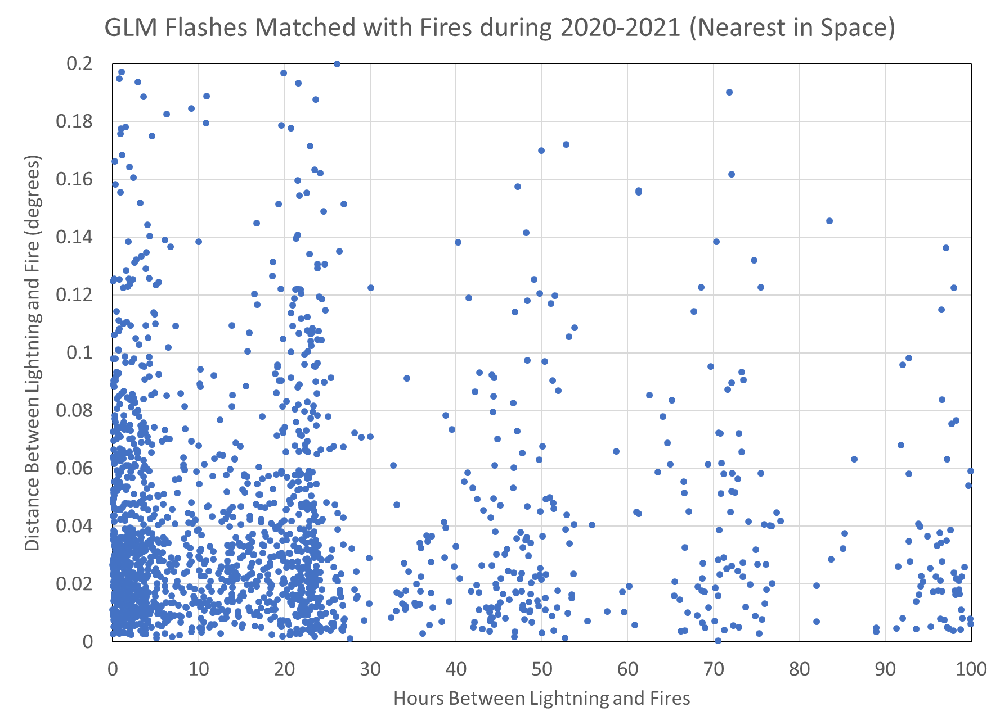 GLM Flashes Matched with Fires during 2020-2021 (Nearest in Space)
0.2
0.18
0.16
0.14
0.12
0.1
0.08
0.06
0.04
0.02
0
Distance Between Lightning and Fire (degrees)
0 10 20 30 40 50 60 70 80 90 100
Hours Between Lightning and Fires